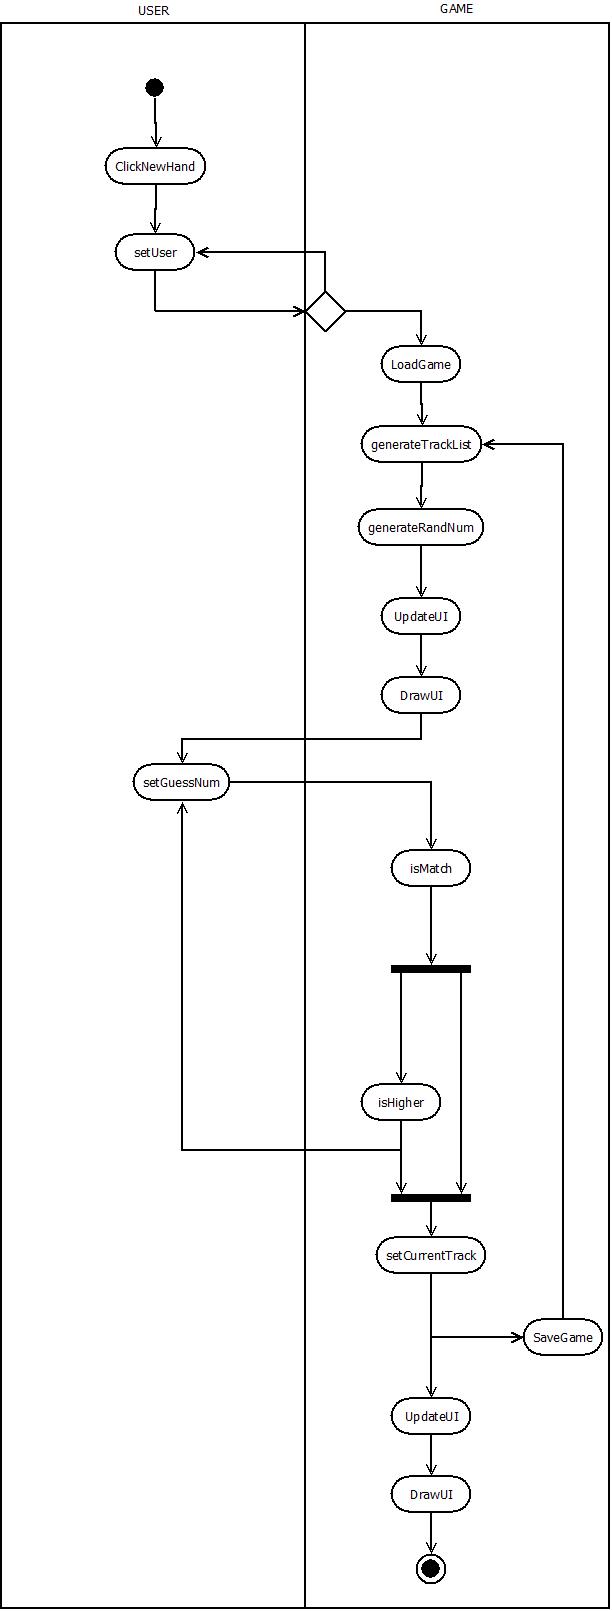 USER
GAME
ClickNewHand
setUser
LoadGame
generateTrackList
generateRandNum
UpdateUI
DrawUI
setGuessNum
isMatch
isHigher
setCurrentTrack
SaveGame
UpdateUI
DrawUI